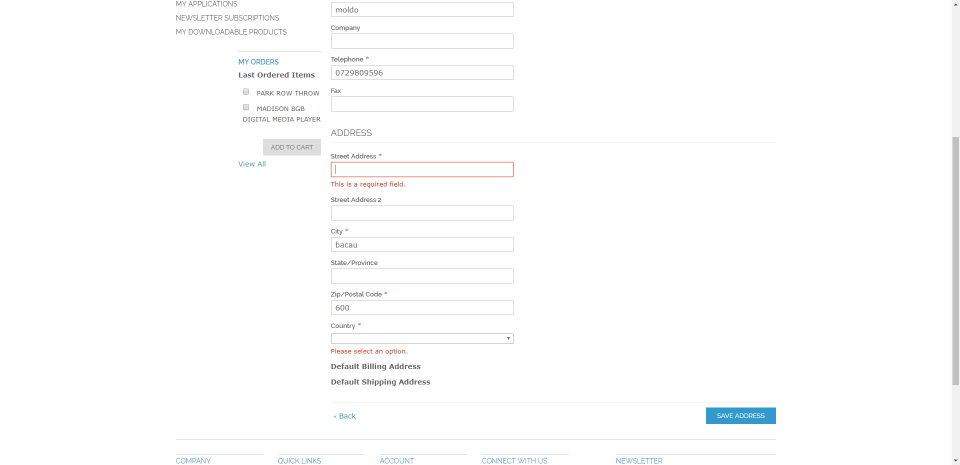 MY APPLICATIONS
NEWSLETTER SUBSCRIPTIONS
MY DOWNLOADABLE PRODUCTS
MY ORDERS
Last Ordered Items
PARK ROW THROW
MADISON 8GB
DIGITAL MEDIA PLAYER
ADD TO CART
View All
moldo
Company
Telephone *
0729809596
Fax
ADDRESS
Street Address *
This is a required field.
Street Address 2
City *
bacau
State/Province
Zip/Postal Code *
600
Country *
Please select an option.
Default Billing Address
Default Shipping Address
« Back
SAVE ADDRESS
COMPANY
QUICK LINKS
ACCOUNT
CONNECT WITH US
NEWSLETTER